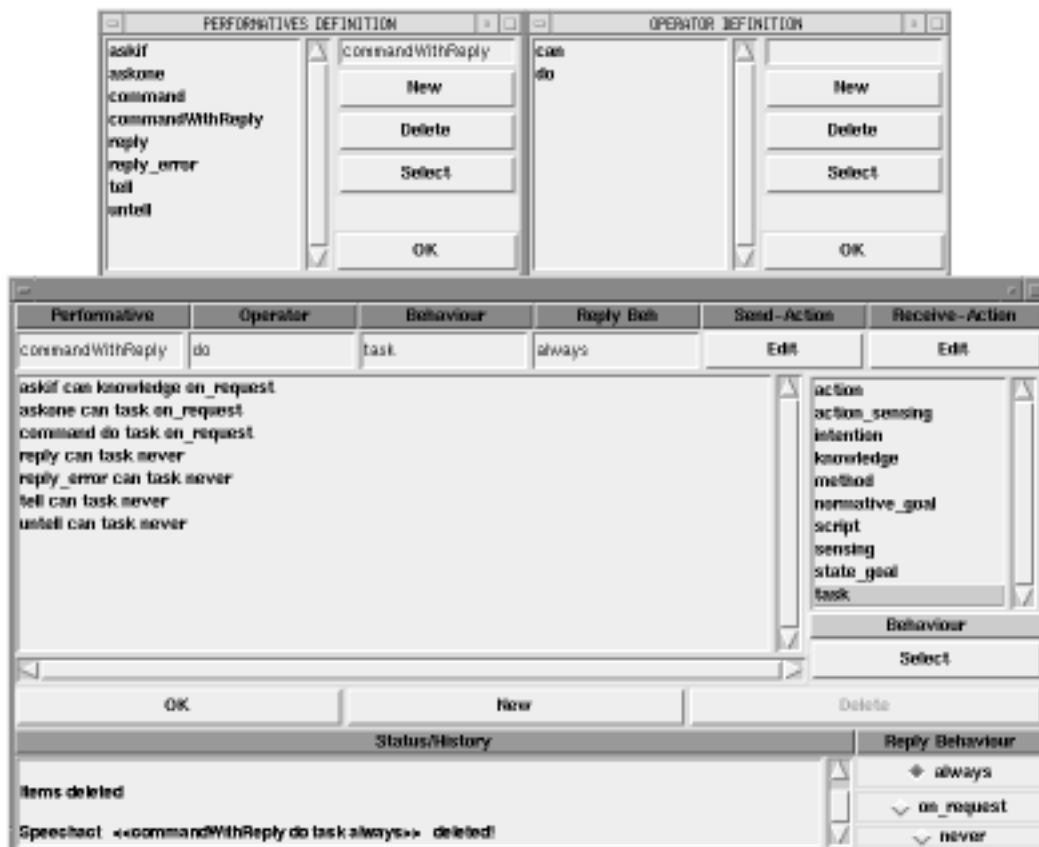 PERFORMATIVES DEFINITION
askif
askone
command
commandWithReply
reply
reply_error
tell
untell
commandWithReply
New
Delete
Select
OK
OPERATOR DEFINITION
can
do
New
Delete
Select
OK
Performative Operator Behaviour Reply Beh Send-Action Receive-Action
commandWithReply do task always Edit Edit
askif can knowledge on_request
askone can task on_request
command do task on_request
reply can task never
reply_error can task never
tell can task never
untell can task never
action
action_sensing
intention
knowledge
method
normative_goal
script
sensing
state_goal
task
Behaviour
Select
OK New Delete
Status/History
Items deleted
Speechact <<commandWithReply do task always>> deleted!
Reply Behaviour
always
on_request
never